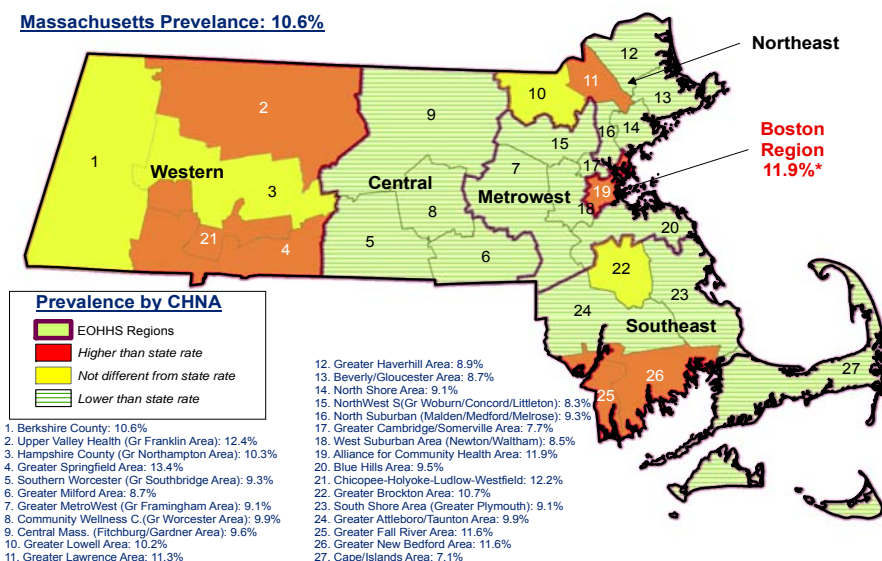 Massachusetts Prevelance: 10.6%
12
Northeast
11
2
10
13
9
14
16
15
Boston
Region
11.9%*
1
17
7
Western
Central
Metrowest
19
3
8
18
20
21
5
4
6
22
23
24
Southeast
26
27
25
Prevalence by CHNA
EOHHS Regions
Higher than state rate
Not different from state rate
Lower than state rate
1. Berkshire County: 10.6%
2. Upper Valley Health (Gr Franklin Area): 12.4%
3. Hampshire County (Gr Northampton Area): 10.3%
4. Greater Springfield Area: 13.4%
5. Southern Worcester (Gr Southbridge Area): 9.3%
6. Greater Milford Area: 8.7%
7. Greater MetroWest (Gr Framingham Area): 9.1%
8. Community Wellness C.(Gr Worcester Area): 9.9%
9. Central Mass. (Fitchburg/Gardner Area): 9.6%
10. Greater Lowell Area: 10.2%
11. Greater Lawrence Area: 11.3%
12. Greater Haverhill Area: 8.9%
13. Beverly/Gloucester Area: 8.7%
14. North Shore Area: 9.1%
15. NorthWest S(Gr Woburn/Concord/Littleton): 8.3%
16. North Suburban (Malden/Medford/Melrose): 9.3%
17. Greater Cambridge/Somerville Area: 7.7%
18. West Suburban Area (Newton/Waltham): 8.5%
19. Alliance for Community Health Area: 11.9%
20. Blue Hills Area: 9.5%
21. Chicopee-Holyoke-Ludlow-Westfield: 12.2%
22. Greater Brockton Area: 10.7%
23. South Shore Area (Greater Plymouth): 9.1%
24. Greater Attleboro/Taunton Area: 9.9%
25. Greater Fall River Area: 11.6%
26. Greater New Bedford Area: 11.6%
27. Cape/Islands Area: 7.1%